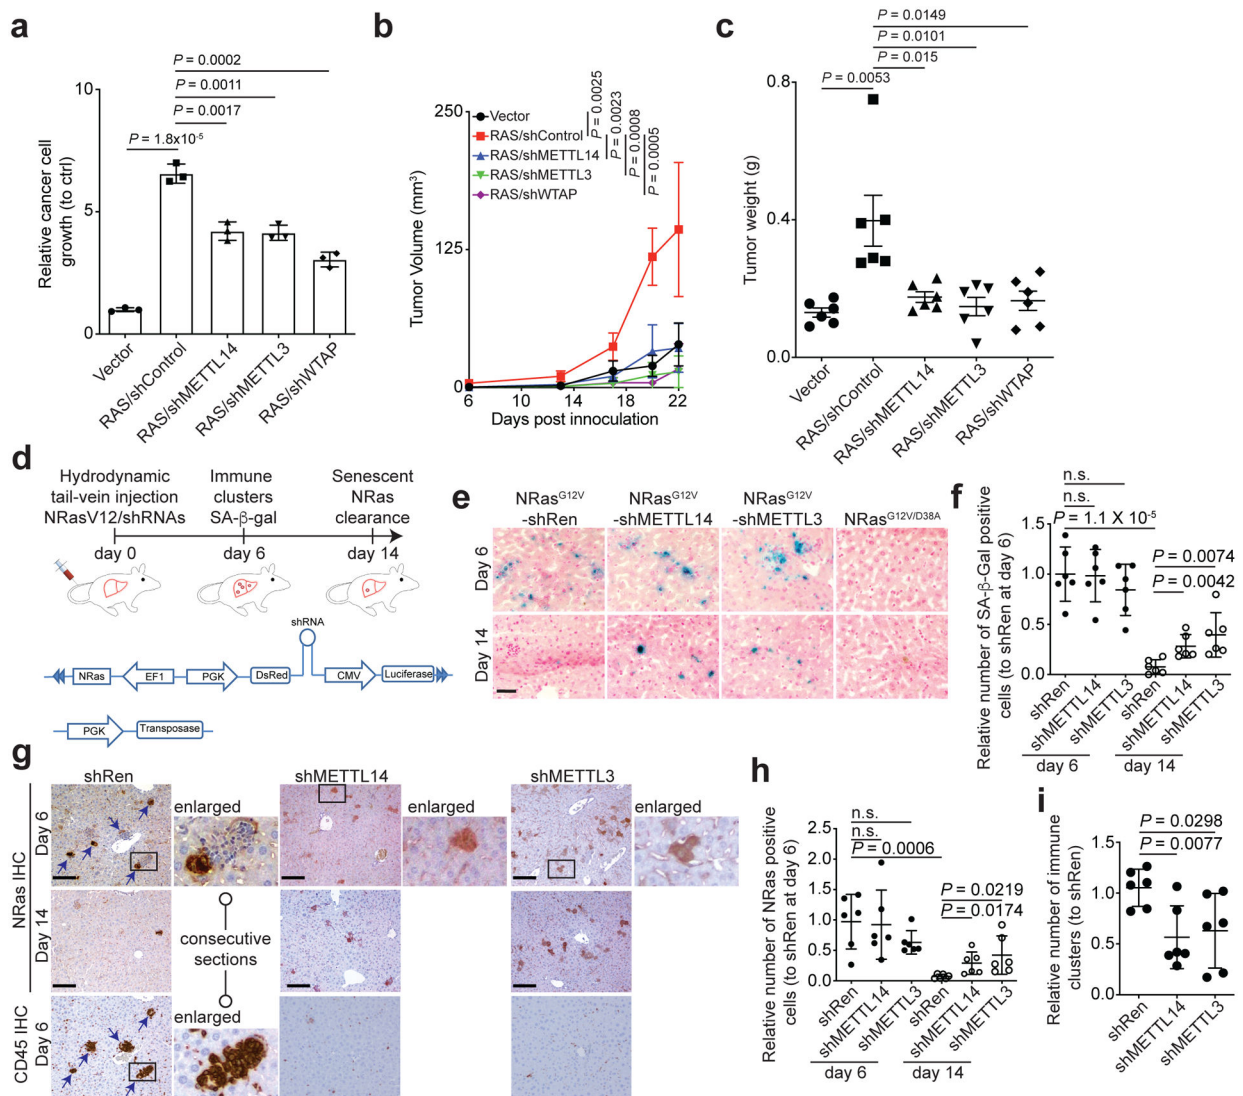 a
P = 0.0002
P = 0.0011
P = 0.0017
P = 1.8x10-5
Relative cancer cell
growth (to ctrl)
10
5
0
Vector
RAS/shControl
RAS/shMETTL14
RAS/shMETTL3
RAS/shWTAP
b
Tumor Volume (mm3)
250
125
0
Vector
RAS/shControl
RAS/shMETTL14
RAS/shMETTL3
RAS/shWTAP
P = 0.0025
P = 0.0023
P = 0.0008
P = 0.0005
6 10 14 18 22
Days post innoculation
c
P = 0.0149
P = 0.0101
P = 0.015
P = 0.0053
Tumor weight (g)
0.8
0.4
0.0
Vector
RAS/shControl
RAS/shMETTL14
RAS/shMETTL3
RAS/shWTAP
d
Hydrodynamic
tail-vein injection
NRasV12/shRNAs
Immune
clusters
SA-β-gal
Senescent
NRas
clearance
day 0
day 6
day 14
shRNA
NRas
EF1
PGK
DsRed
CMV
Luciferase
PGK
Transposase
e
NRasG12V
-shRen
NRasG12V
-shMETTL14
NRasG12V
-shMETTL3
NRasG12V/D38A
Day 6
Day 14
f
n.s.
n.s.
P = 1.1 X 10-5
P = 0.0074
P = 0.0042
Relative number of SA-β-Gal positive
cells (to shRen at day 6)
1.5
1.0
0.5
0.0
shRen
shMETTL14
shMETTL3
shRen
shMETTL14
shMETTL3
day 6
day 14
g
shRen
shMETTL14
shMETTL3
enlarged
enlarged
enlarged
NRas IHC
Day 6
Day 14
consecutive
sections
enlarged
CD45 IHC
Day 6
h
n.s.
n.s.
P = 0.0006
P = 0.0219
P = 0.0174
Relative number of NRas positive
cells (to shRen at day 6)
2.5
2.0
1.5
1.0
0.5
0.0
shRen
shMETTL14
shMETTL3
shRen
shMETTL14
shMETTL3
day 6
day 14
i
P = 0.0298
P = 0.0077
Relative number of immune
clusters (to shRen)
1.5
1.0
0.5
0.0
shRen
shMETTL14
shMETTL3